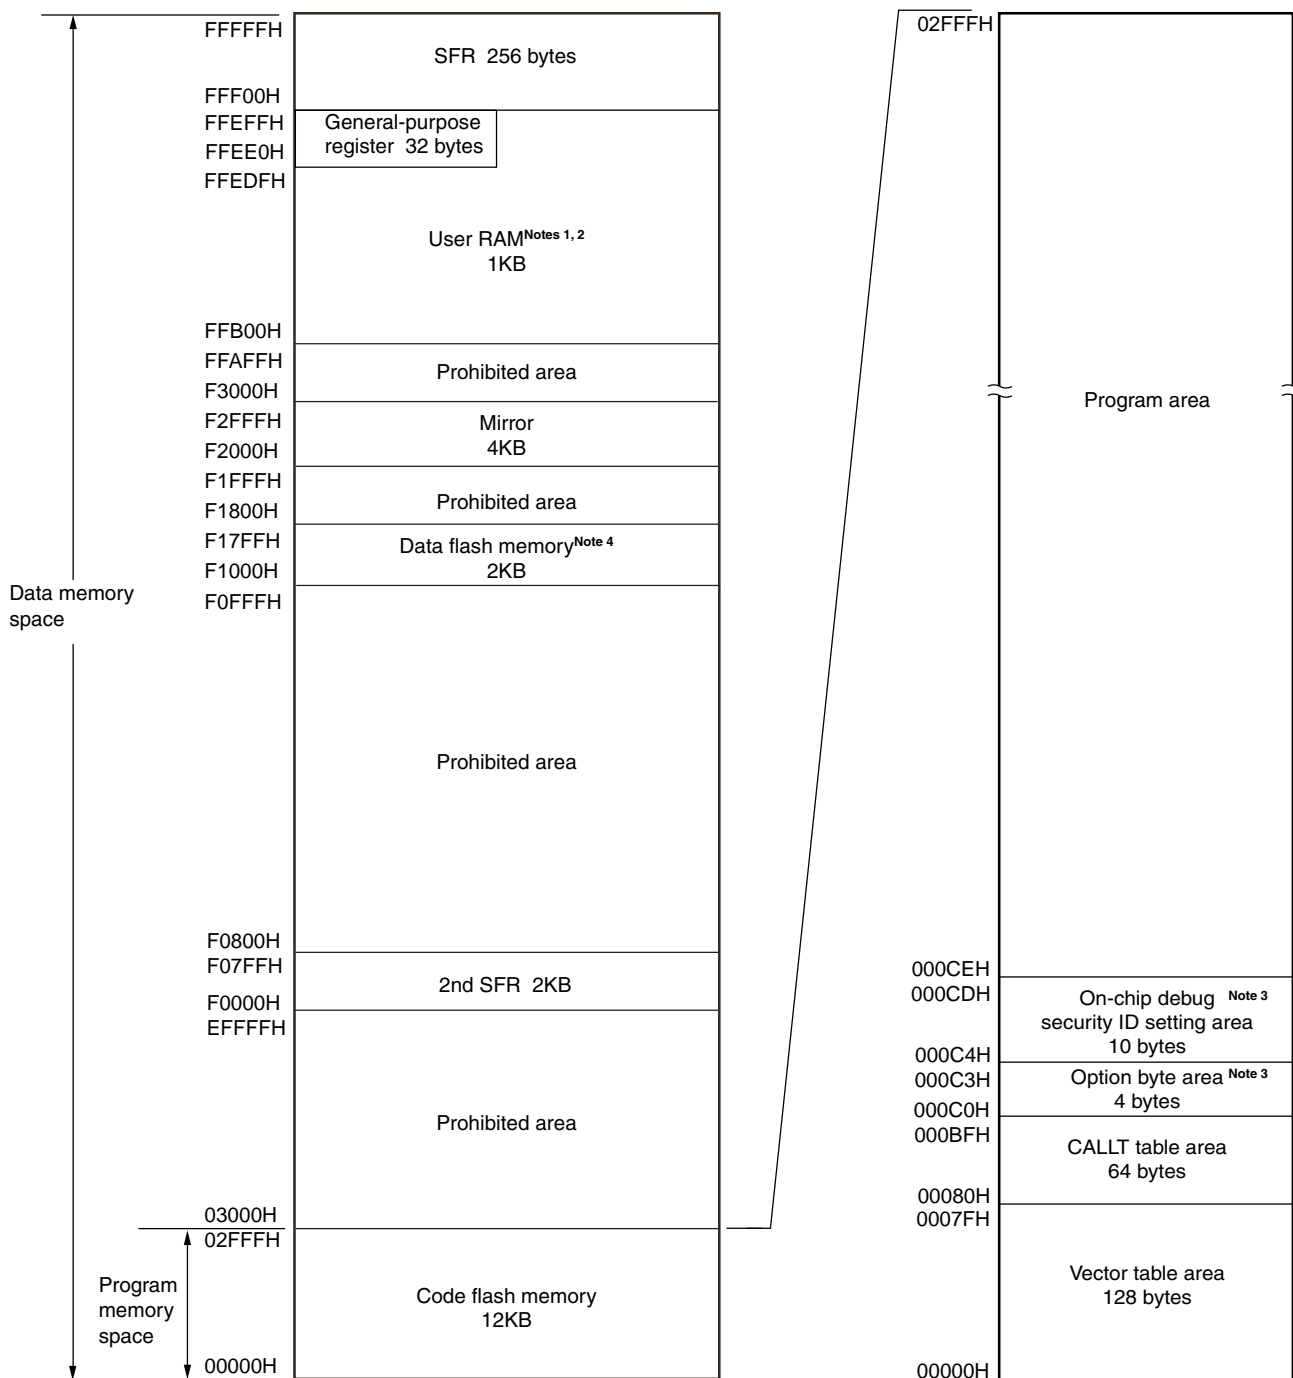 FFFFFH
SFR 256 bytes
FFF00H
FFEFFH
General-purpose
register 32 bytes
FFEE0H
FFEDFH
User RAM Notes 1, 2
1KB
FFB00H
FFAFFH
Prohibited area
F3000H
F2FFFH
Mirror
4KB
F2000H
F1FFFH
Prohibited area
F1800H
F17FFH
Data flash memory Note 4
2KB
F1000H
F0FFFH
Data memory
space
Prohibited area
F0800H
F07FFH
2nd SFR 2KB
F0000H
EFFFFH
Prohibited area
03000H
02FFFH
Program
memory
space
Code flash memory
12KB
00000H
02FFFH
Program area
000CEH
000CDH
On-chip debug Note 3
security ID setting area
10 bytes
000C4H
000C3H
Option byte area Note 3
4 bytes
000C0H
000BFH
CALLT table area
64 bytes
00080H
0007FH
Vector table area
128 bytes
00000H